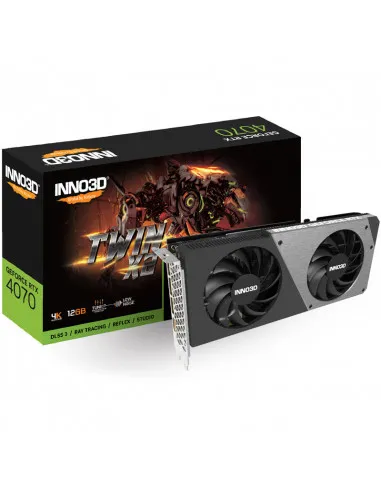 GEFORCE RTX
4070
INNO3D
TWIN
X2
GEFORCE RTX
4070
4K
12GB
DLSS 3 / RAY TRACING / REFLEX / STUDIO
INNO3D
INNO3D